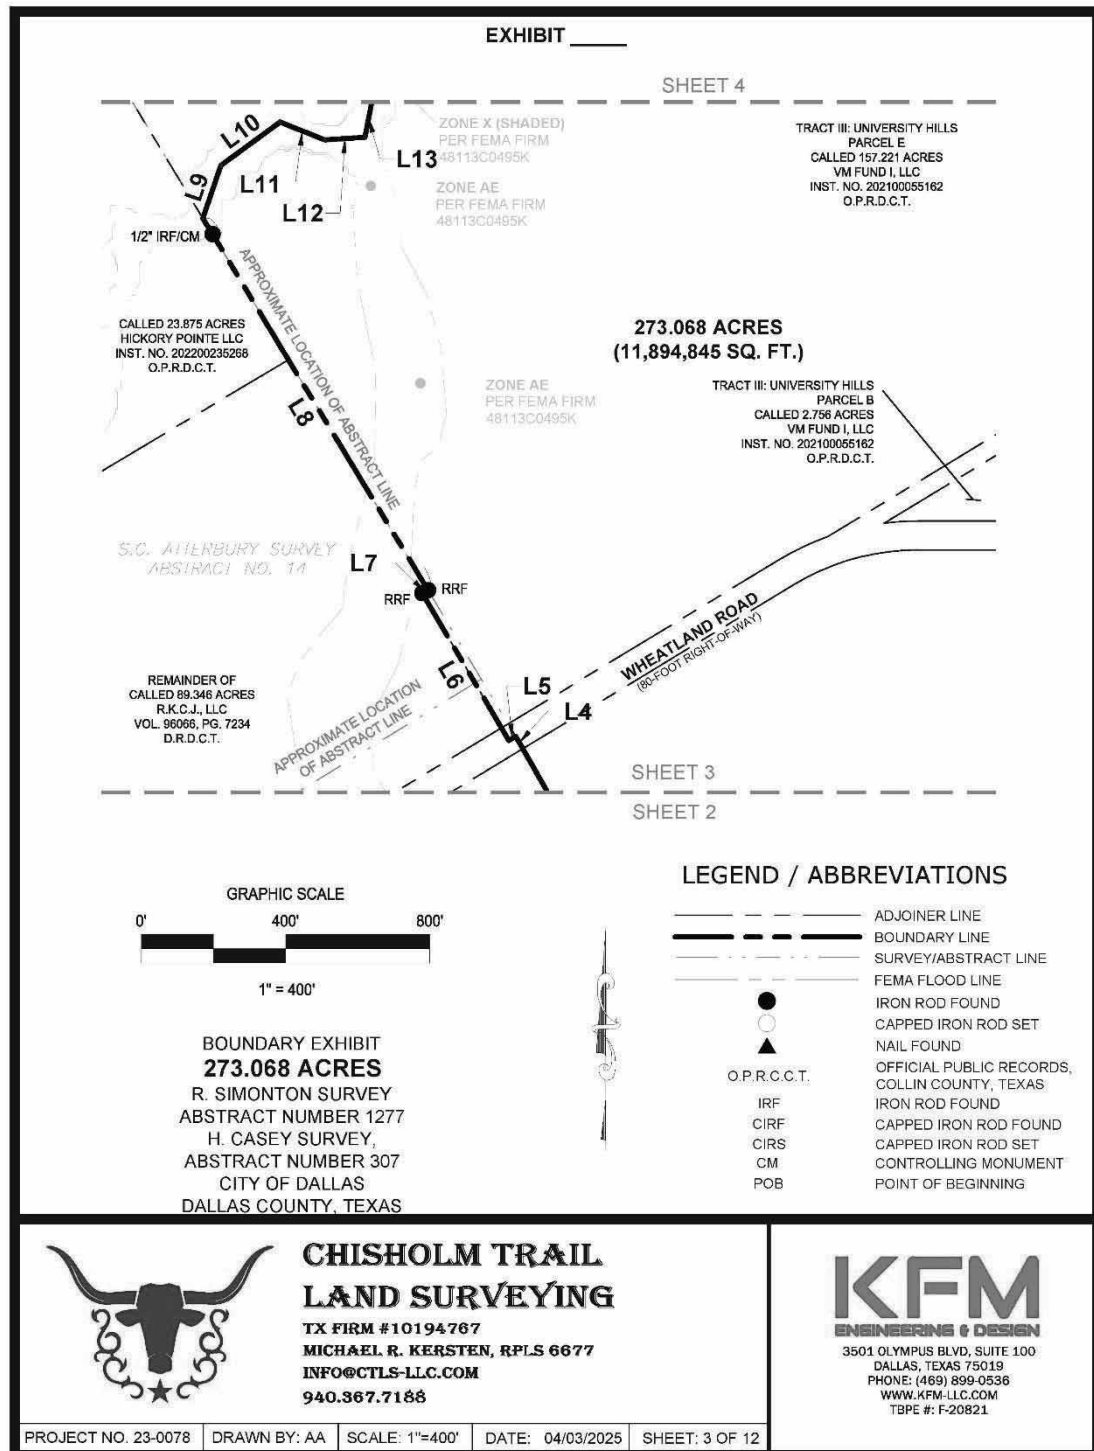 EXHIBIT _____
SHEET 4
L10
L9
L11
L12
L13
ZONE X (SHADED)
PER FEMA FIRM
48113C0495K
ZONE AE
PER FEMA FIRM
48113C0495K
TRACT III: UNIVERSITY HILLS
PARCEL E
CALLED 157.221 ACRES
VM FUND I, LLC
INST. NO. 202100055162
O.P.R.D.C.T.
1/2" IRF/CM
APPROXIMATE LOCATION OF ABSTRACT LINE
CALLED 23.875 ACRES
HICKORY POINTE LLC
INST. NO. 202200235268
O.P.R.D.C.T.
273.068 ACRES
(11,894,845 SQ. FT.)
L8
ZONE AE
PER FEMA FIRM
48113C0495K
TRACT III: UNIVERSITY HILLS
PARCEL B
CALLED 2.756 ACRES
VM FUND I, LLC
INST. NO. 202100055162
O.P.R.D.C.T.
S.C. ATTERBURY SURVEY
ABSTRACT NO. 14
L7
RRF
RRF
WHEATLAND ROAD
(80-FOOT RIGHT-OF-WAY)
L6
L5
L4
REMAINDER OF
CALLED 89.346 ACRES
R.K.C.J., LLC
VOL. 96066, PG. 7234
D.R.D.C.T.
APPROXIMATE LOCATION
OF ABSTRACT LINE
SHEET 3
SHEET 2
GRAPHIC SCALE
0' 400' 800'
1" = 400'
BOUNDARY EXHIBIT
273.068 ACRES
R. SIMONTON SURVEY
ABSTRACT NUMBER 1277
H. CASEY SURVEY,
ABSTRACT NUMBER 307
CITY OF DALLAS
DALLAS COUNTY, TEXAS
LEGEND / ABBREVIATIONS
ADJOINER LINE
BOUNDARY LINE
SURVEY/ABSTRACT LINE
FEMA FLOOD LINE
IRON ROD FOUND
CAPPED IRON ROD SET
NAIL FOUND
O.P.R.C.C.T. OFFICIAL PUBLIC RECORDS,
COLLIN COUNTY, TEXAS
IRF IRON ROD FOUND
CIRF CAPPED IRON ROD FOUND
CIRS CAPPED IRON ROD SET
CM CONTROLLING MONUMENT
POB POINT OF BEGINNING
CHISHOLM TRAIL
LAND SURVEYING
TX FIRM #10194767
MICHAEL R. KERSTEN, RPLS 6677
INFO@CTLS-LLC.COM
940.367.7188
KFM
ENGINEERING & DESIGN
3501 OLYMPUS BLVD, SUITE 100
DALLAS, TEXAS 75019
PHONE: (469) 899-0536
WWW.KFM-LLC.COM
TBPE #: F-20821
PROJECT NO. 23-0078 DRAWN BY: AA SCALE: 1"=400' DATE: 04/03/2025 SHEET: 3 OF 12